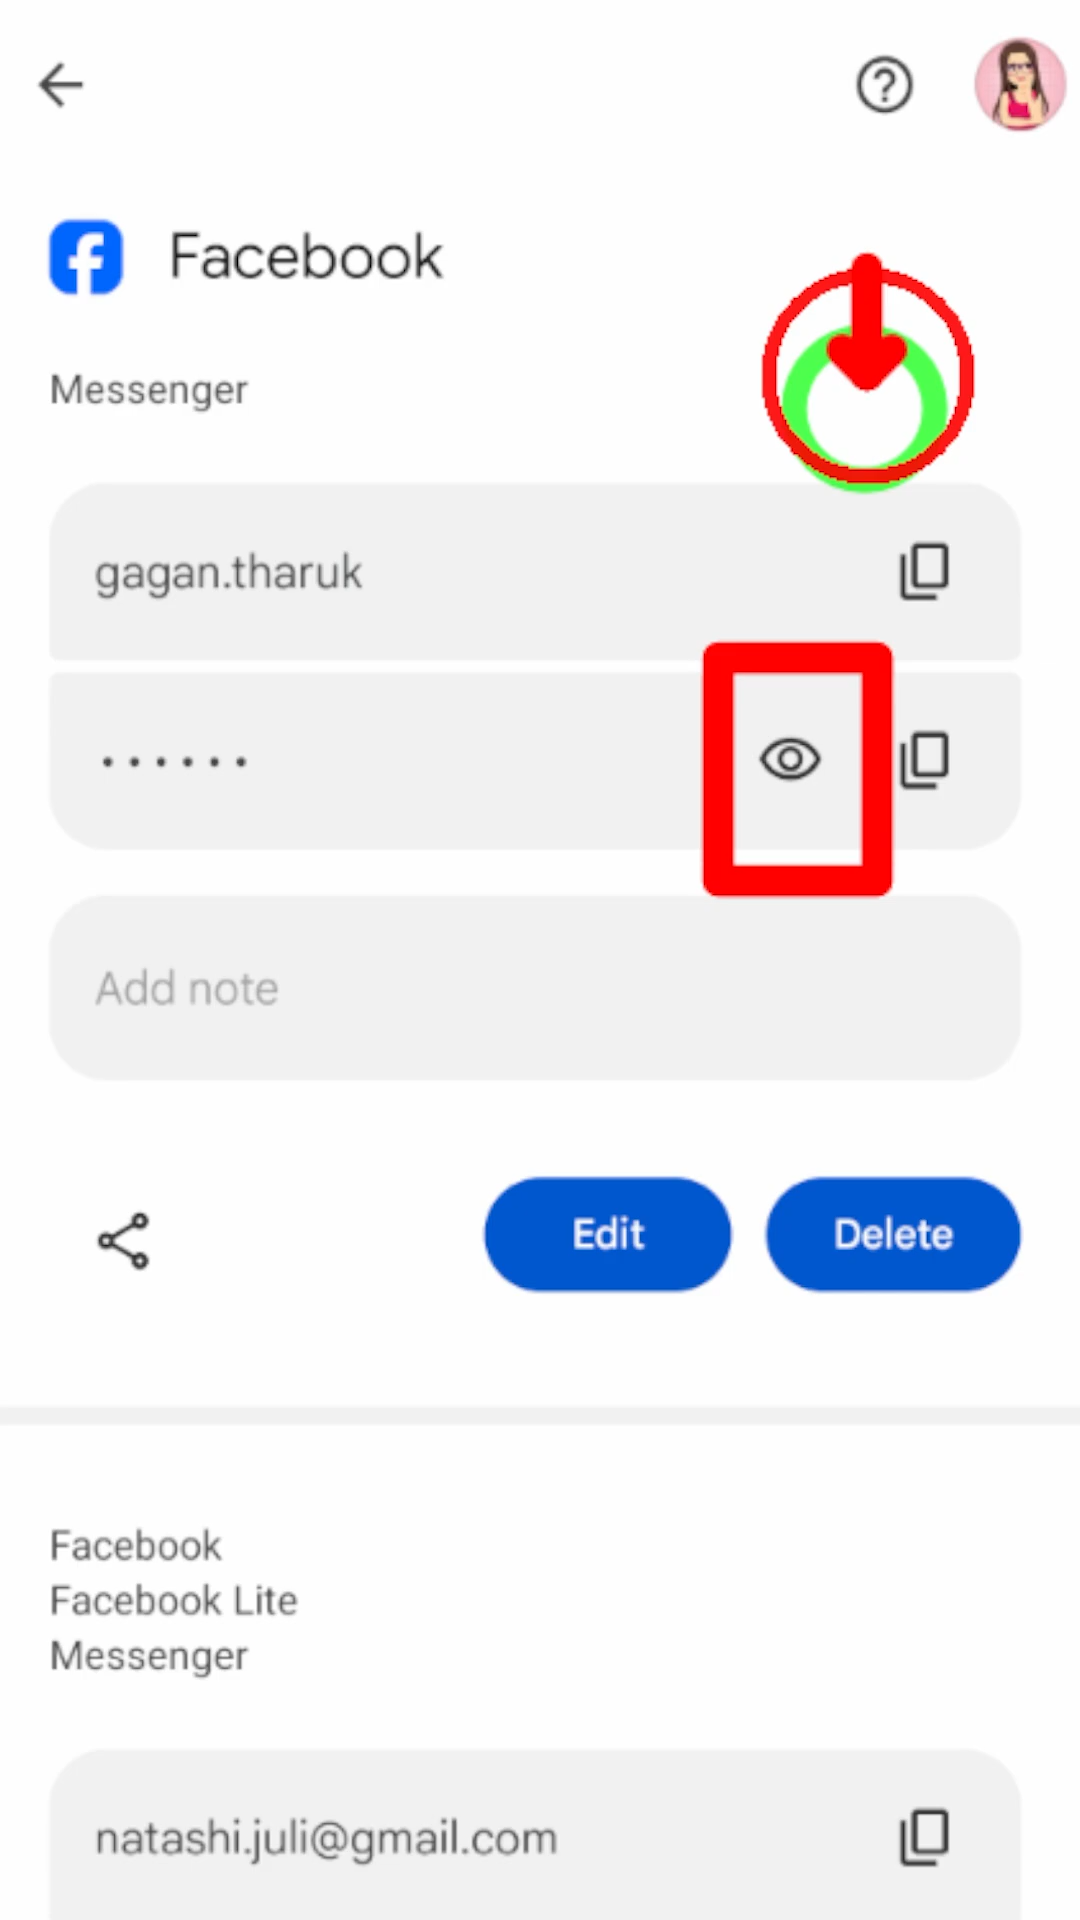 Facebook
Messenger
gagan.tharuk
••••••
Add note
Edit Delete
Facebook
Facebook Lite
Messenger
natashi.juli@gmail.com